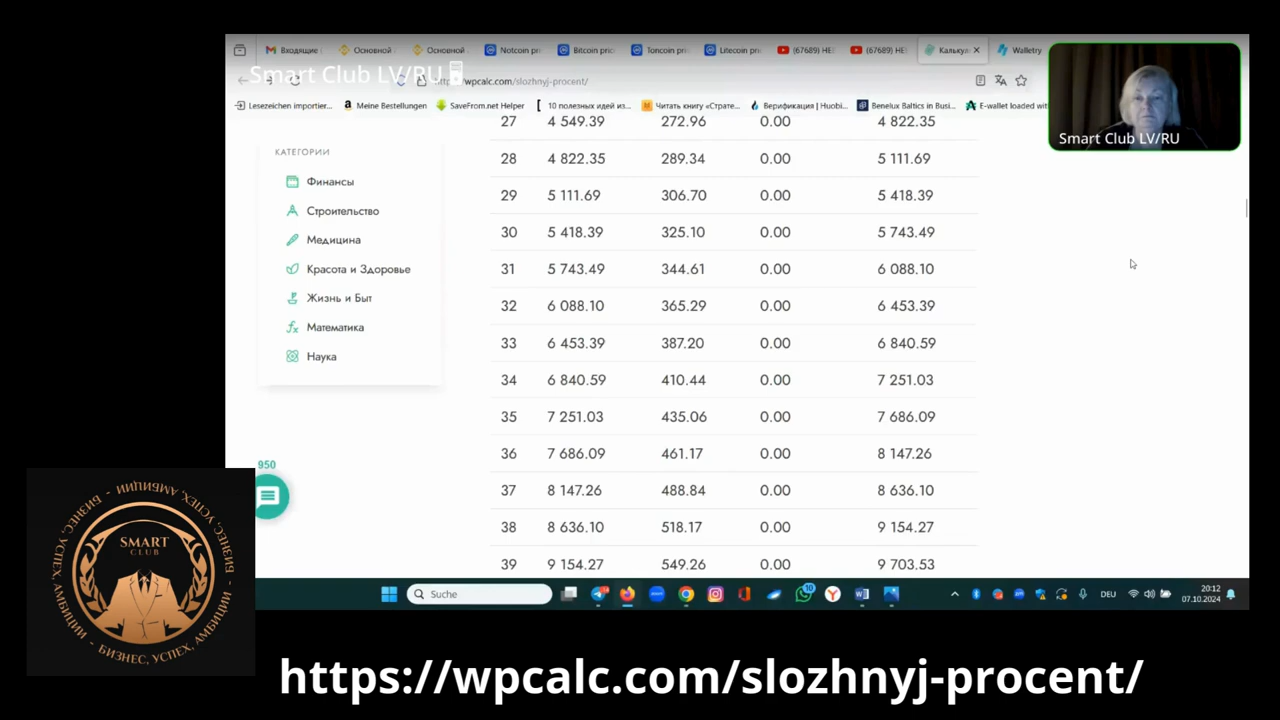 Входящие
Основной
Основной
Notcoin pri
Bitcoin pric
Toncoin pri
Litecoin pri
(67689) НЕ
(67689) НЕ
Калькул
Walletry
Smart Club LV/RU
wpcalc.com/slozhnyj-procent/
Lesezeichen importier...
Meine Bestellungen
SaveFrom.net Helper
10 полезных идей из...
Читать книгу «Страте...
Верификация | Huobi...
Benelux Baltics in Busi...
E-wallet loaded with
Smart Club LV/RU
КАТЕГОРИИ
Финансы
Строительство
Медицина
Красота и Здоровье
Жизнь и Быт
Математика
Наука
27 4 549.39 272.96 0.00 4 822.35
28 4 822.35 289.34 0.00 5 111.69
29 5 111.69 306.70 0.00 5 418.39
30 5 418.39 325.10 0.00 5 743.49
31 5 743.49 344.61 0.00 6 088.10
32 6 088.10 365.29 0.00 6 453.39
33 6 453.39 387.20 0.00 6 840.59
34 6 840.59 410.44 0.00 7 251.03
35 7 251.03 435.06 0.00 7 686.09
36 7 686.09 461.17 0.00 8 147.26
37 8 147.26 488.84 0.00 8 636.10
38 8 636.10 518.17 0.00 9 154.27
39 9 154.27 549.26 0.00 9 703.53
950
Suche
DEU
20:12
07.10.2024
SMART
CLUB
БИЗНЕС, УСПЕХ, АМБИЦИИ - БИЗНЕС, УСПЕХ, АМБИЦИИ -
https://wpcalc.com/slozhnyj-procent/